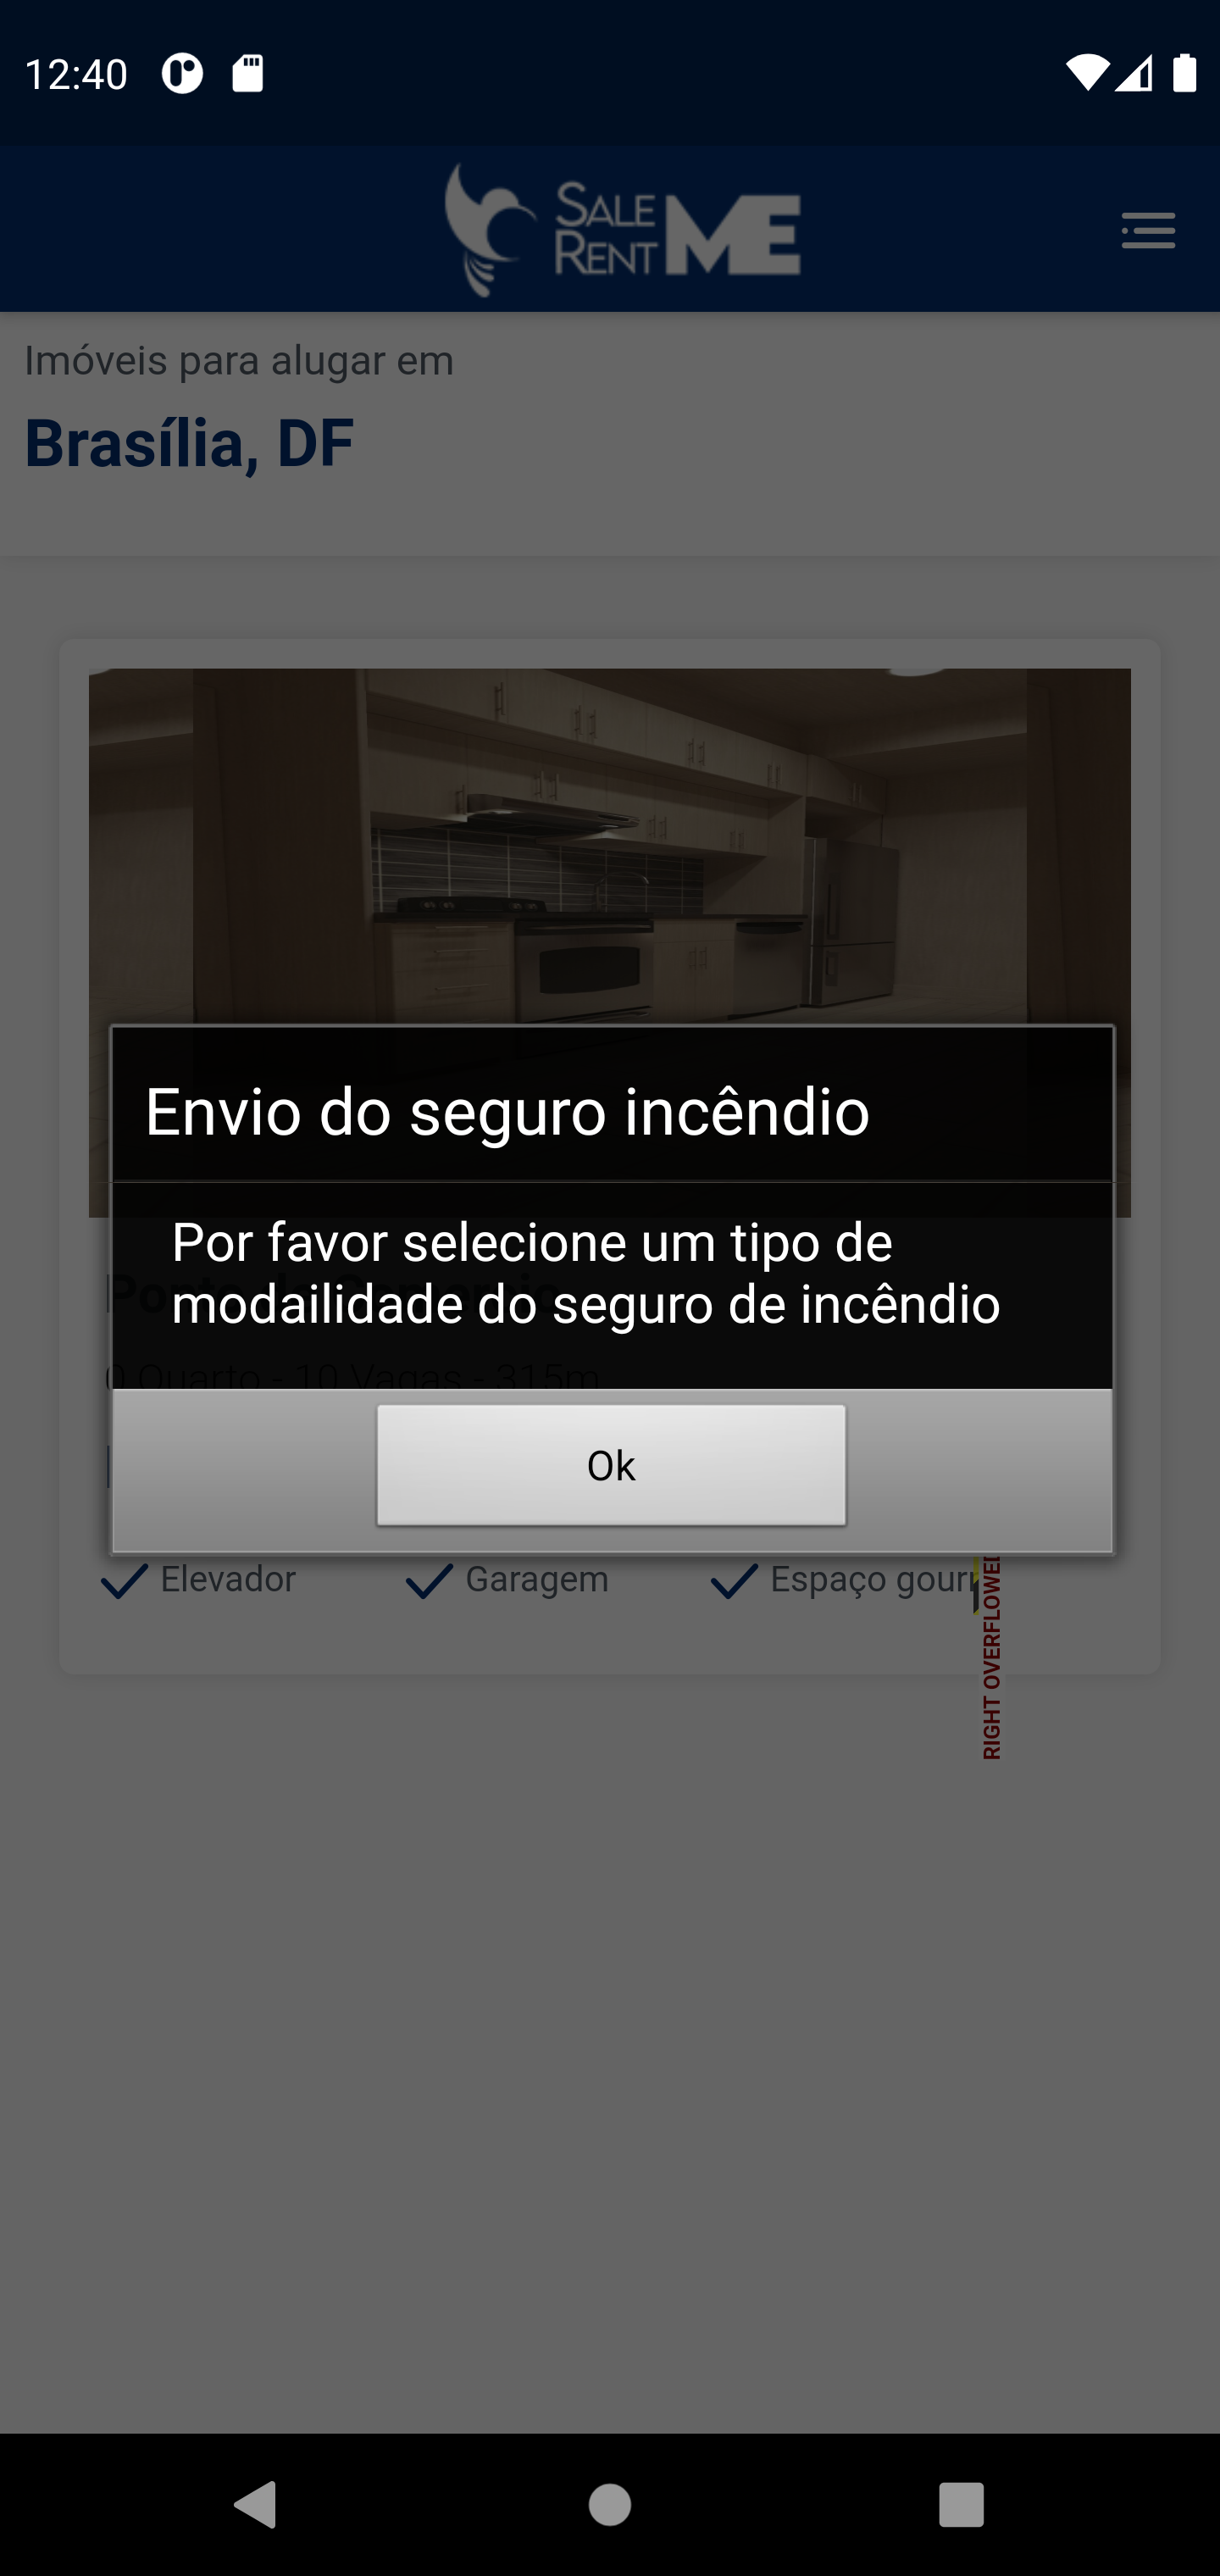 12:40
SALE
RENT ME
Imóveis para alugar em
Brasília, DF
Envio do seguro incêndio
Por favor selecione um tipo de
modailidade do seguro de incêndio
0 Quarto - 10 Vagas - 315m
Ok
Elevador Garagem Espaço gour
RIGHT OVERFLOWED